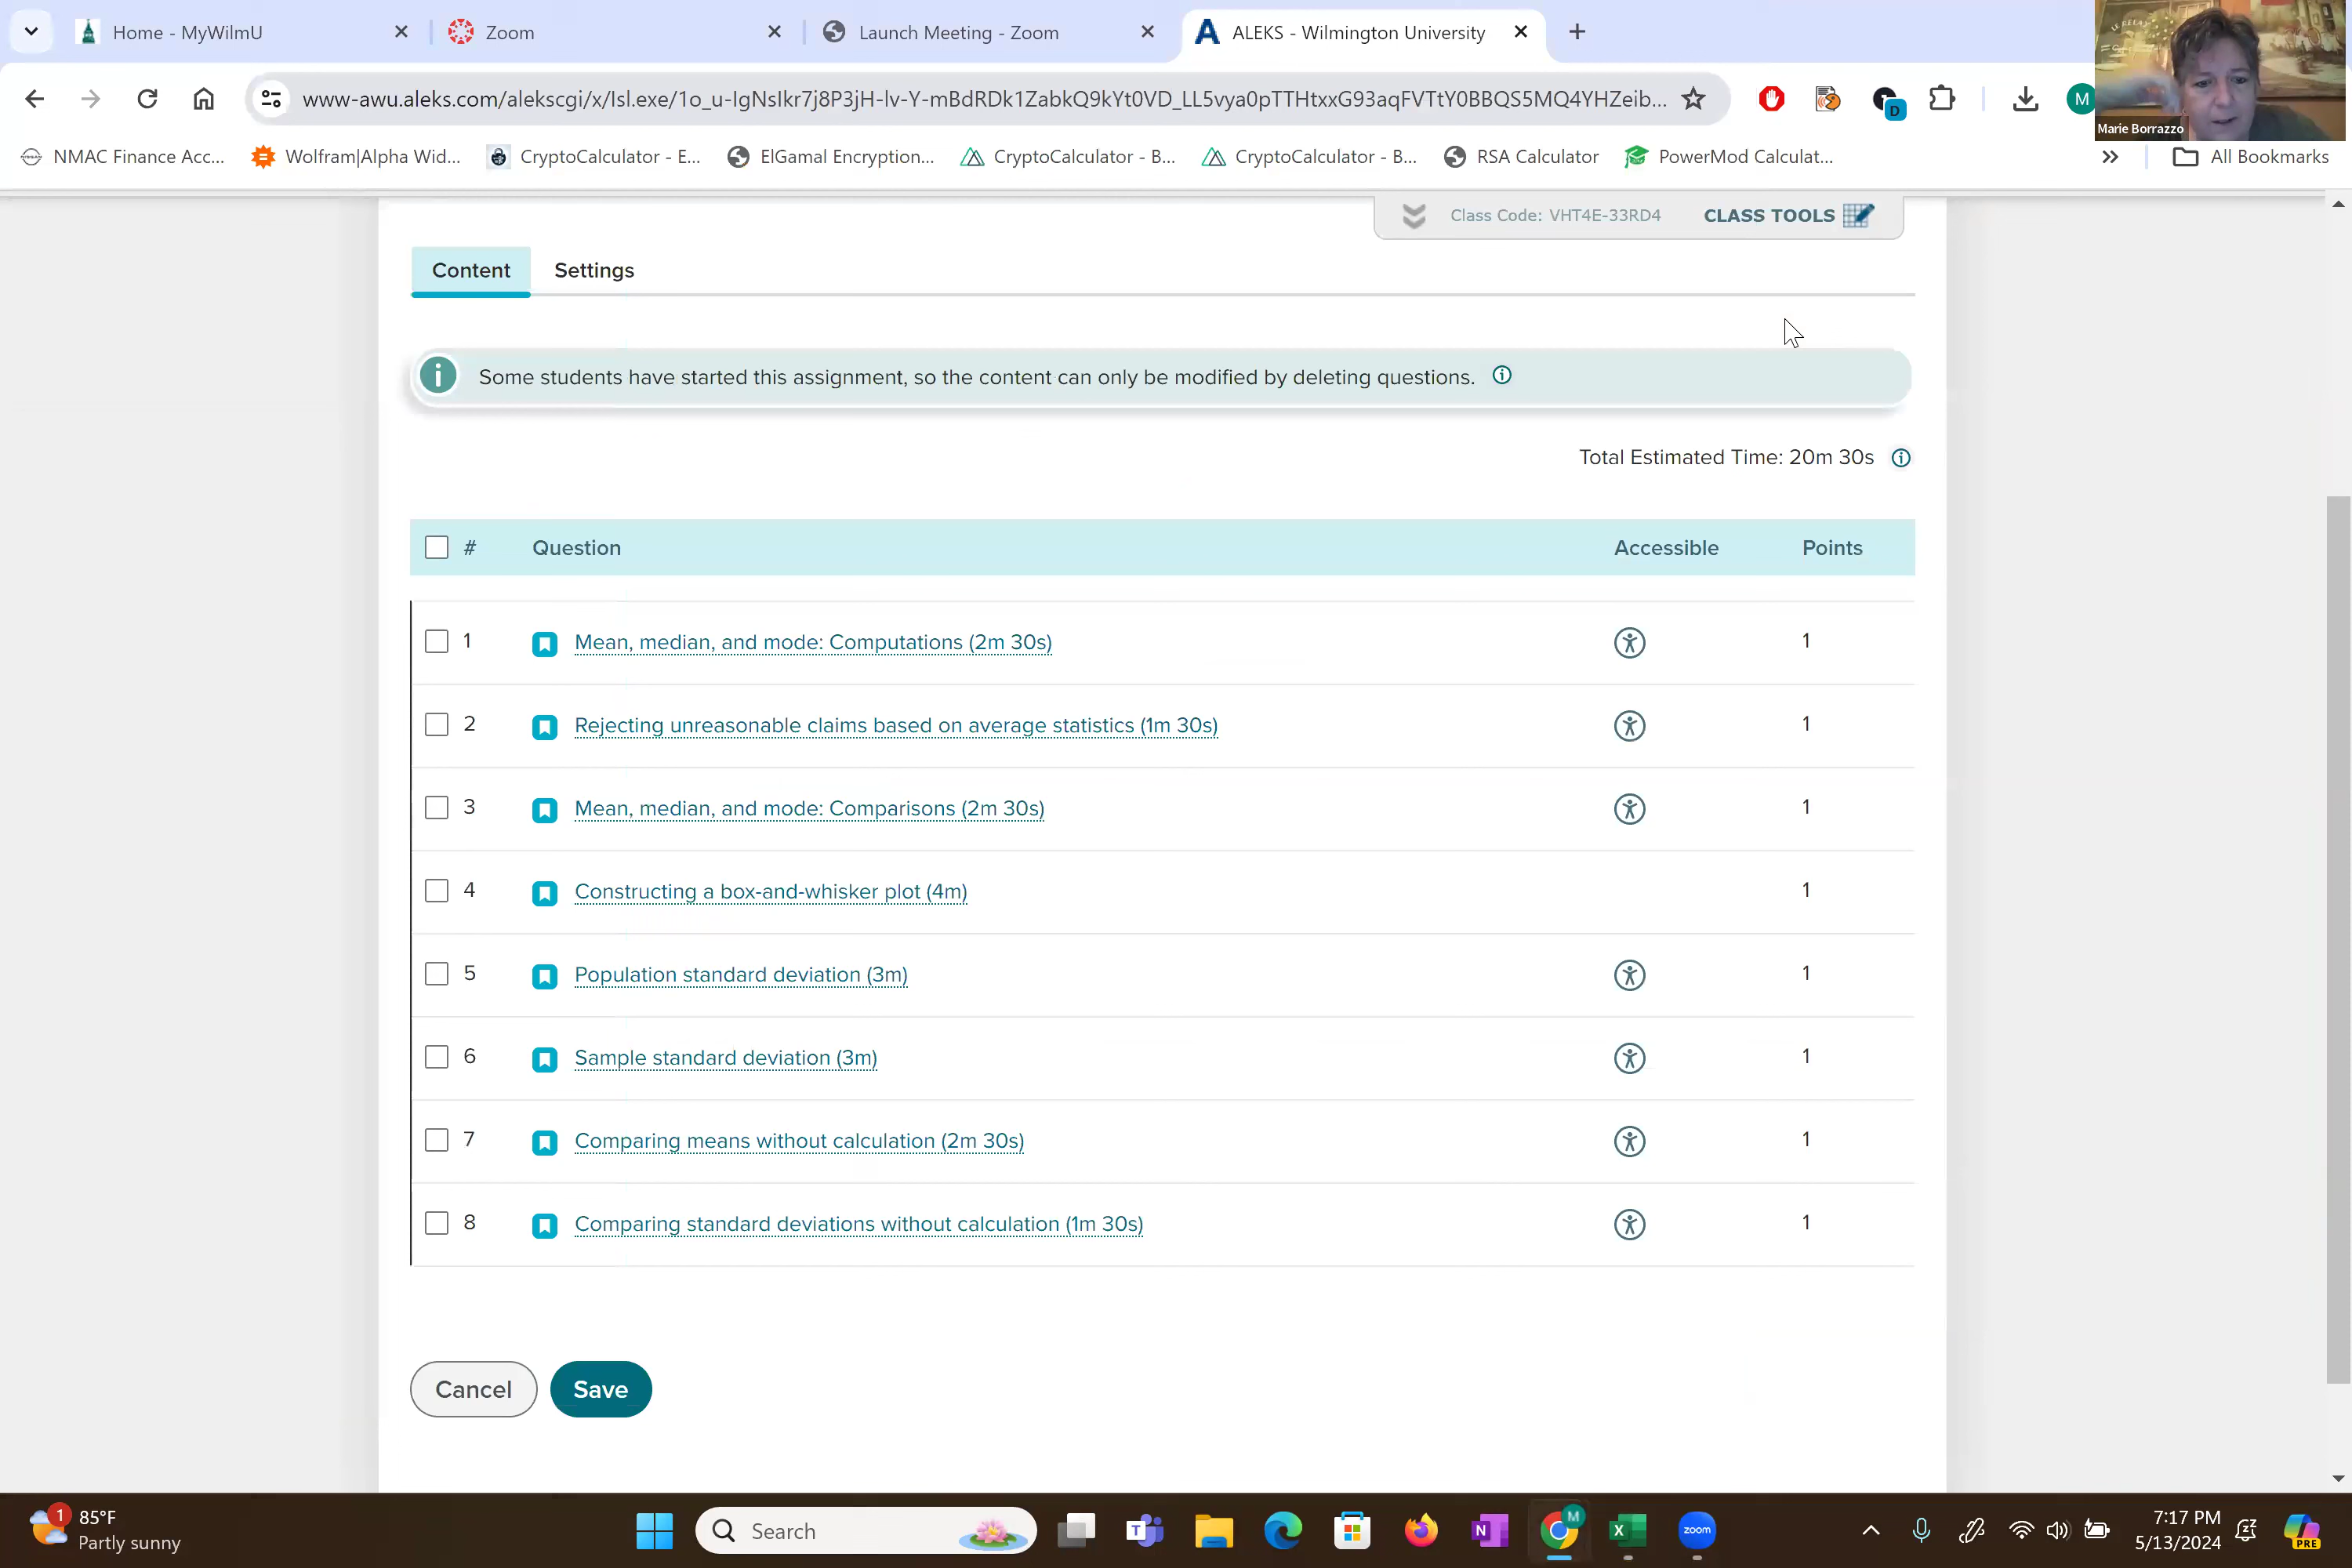 Home - MyWilmU
Zoom
Launch Meeting - Zoom
ALEKS - Wilmington University
www-awu.aleks.com/alekscgi/x/Isl.exe/1o_u-IgNsIkr7j8P3jH-lv-Y-mBdRDk1ZabkQ9kYt0VD_LL5vya0pTTHtxxG93aqFVTtY0BBQS5MQ4YHZeib...
D
M
Marie Borrazzo
NMAC Finance Acc...
Wolfram|Alpha Wid...
CryptoCalculator - E...
ElGamal Encryption...
CryptoCalculator - B...
CryptoCalculator - B...
RSA Calculator
PowerMod Calculat...
All Bookmarks
Class Code: VHT4E-33RD4
CLASS TOOLS
Content
Settings
Some students have started this assignment, so the content can only be modified by deleting questions.
Total Estimated Time: 20m 30s
# Question Accessible Points
1 Mean, median, and mode: Computations (2m 30s) 1
2 Rejecting unreasonable claims based on average statistics (1m 30s) 1
3 Mean, median, and mode: Comparisons (2m 30s) 1
4 Constructing a box-and-whisker plot (4m) 1
5 Population standard deviation (3m) 1
6 Sample standard deviation (3m) 1
7 Comparing means without calculation (2m 30s) 1
8 Comparing standard deviations without calculation (1m 30s) 1
Cancel
Save
1
85°F
Partly sunny
Search
zoom
7:17 PM
5/13/2024
PRE